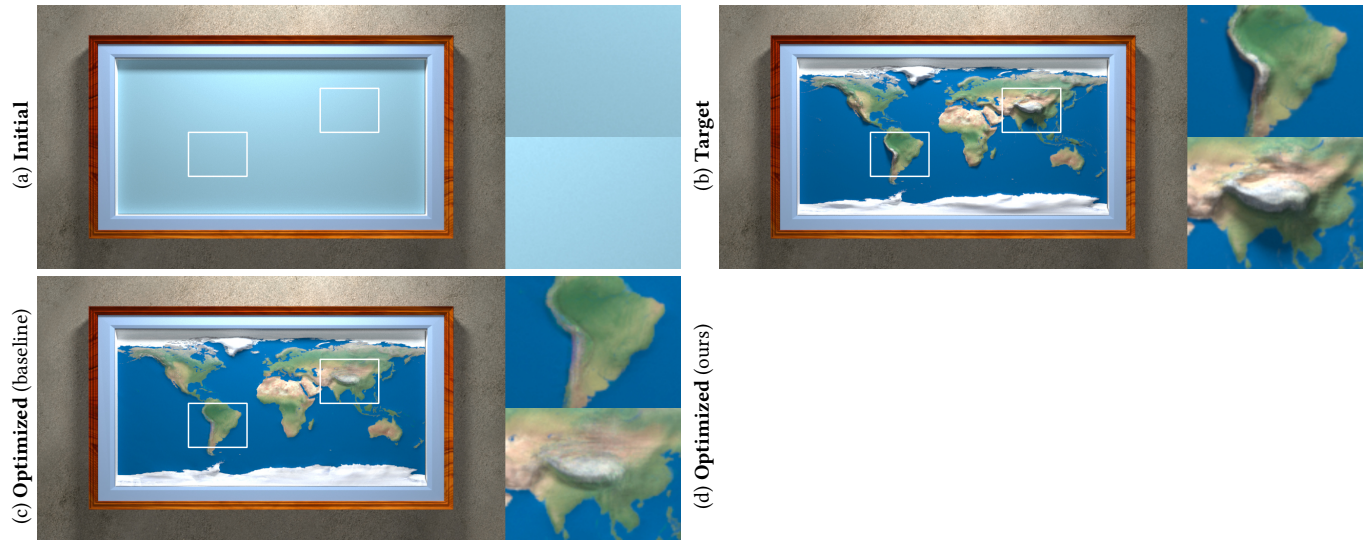 (a) Initial
(b) Target
(c) Optimized (baseline)
(d) Optimized (ours)